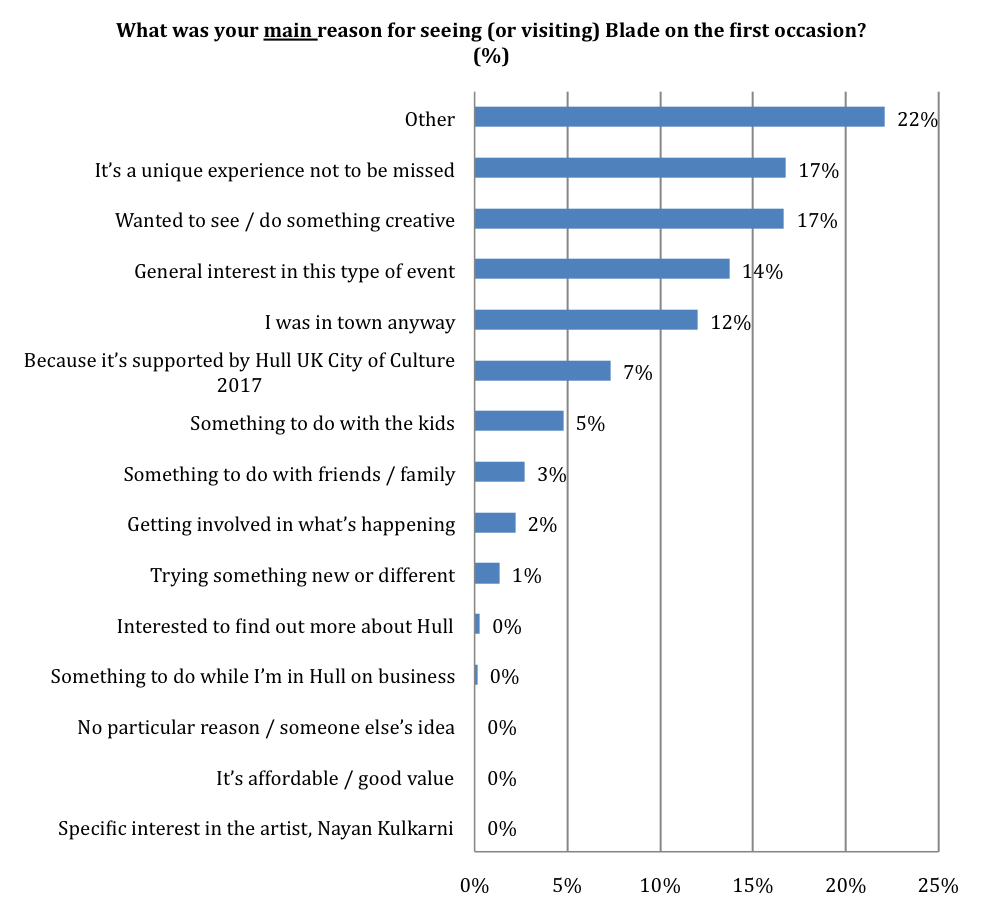 What was your main reason for seeing (or visiting) Blade on the first occasion?
(%)
Other
22%
It’s a unique experience not to be missed
17%
Wanted to see / do something creative
17%
General interest in this type of event
14%
I was in town anyway
12%
Because it’s supported by Hull UK City of Culture
2017
7%
Something to do with the kids
5%
Something to do with friends / family
3%
Getting involved in what’s happening
2%
Trying something new or different
1%
Interested to find out more about Hull
0%
Something to do while I’m in Hull on business
0%
No particular reason / someone else’s idea
0%
It’s affordable / good value
0%
Specific interest in the artist, Nayan Kulkarni
0%
0% 5% 10% 15% 20% 25%